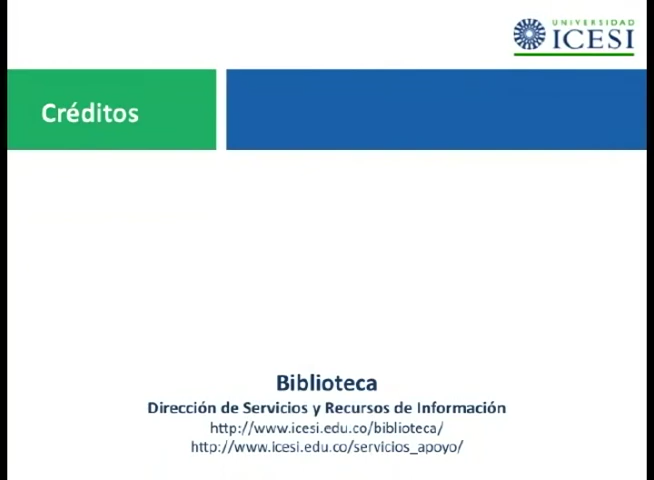 UNIVERSIDAD
ICESI
Créditos
Biblioteca
Dirección de Servicios y Recursos de Información
http://www.icesi.edu.co/biblioteca/
http://www.icesi.edu.co/servicios_apoyo/